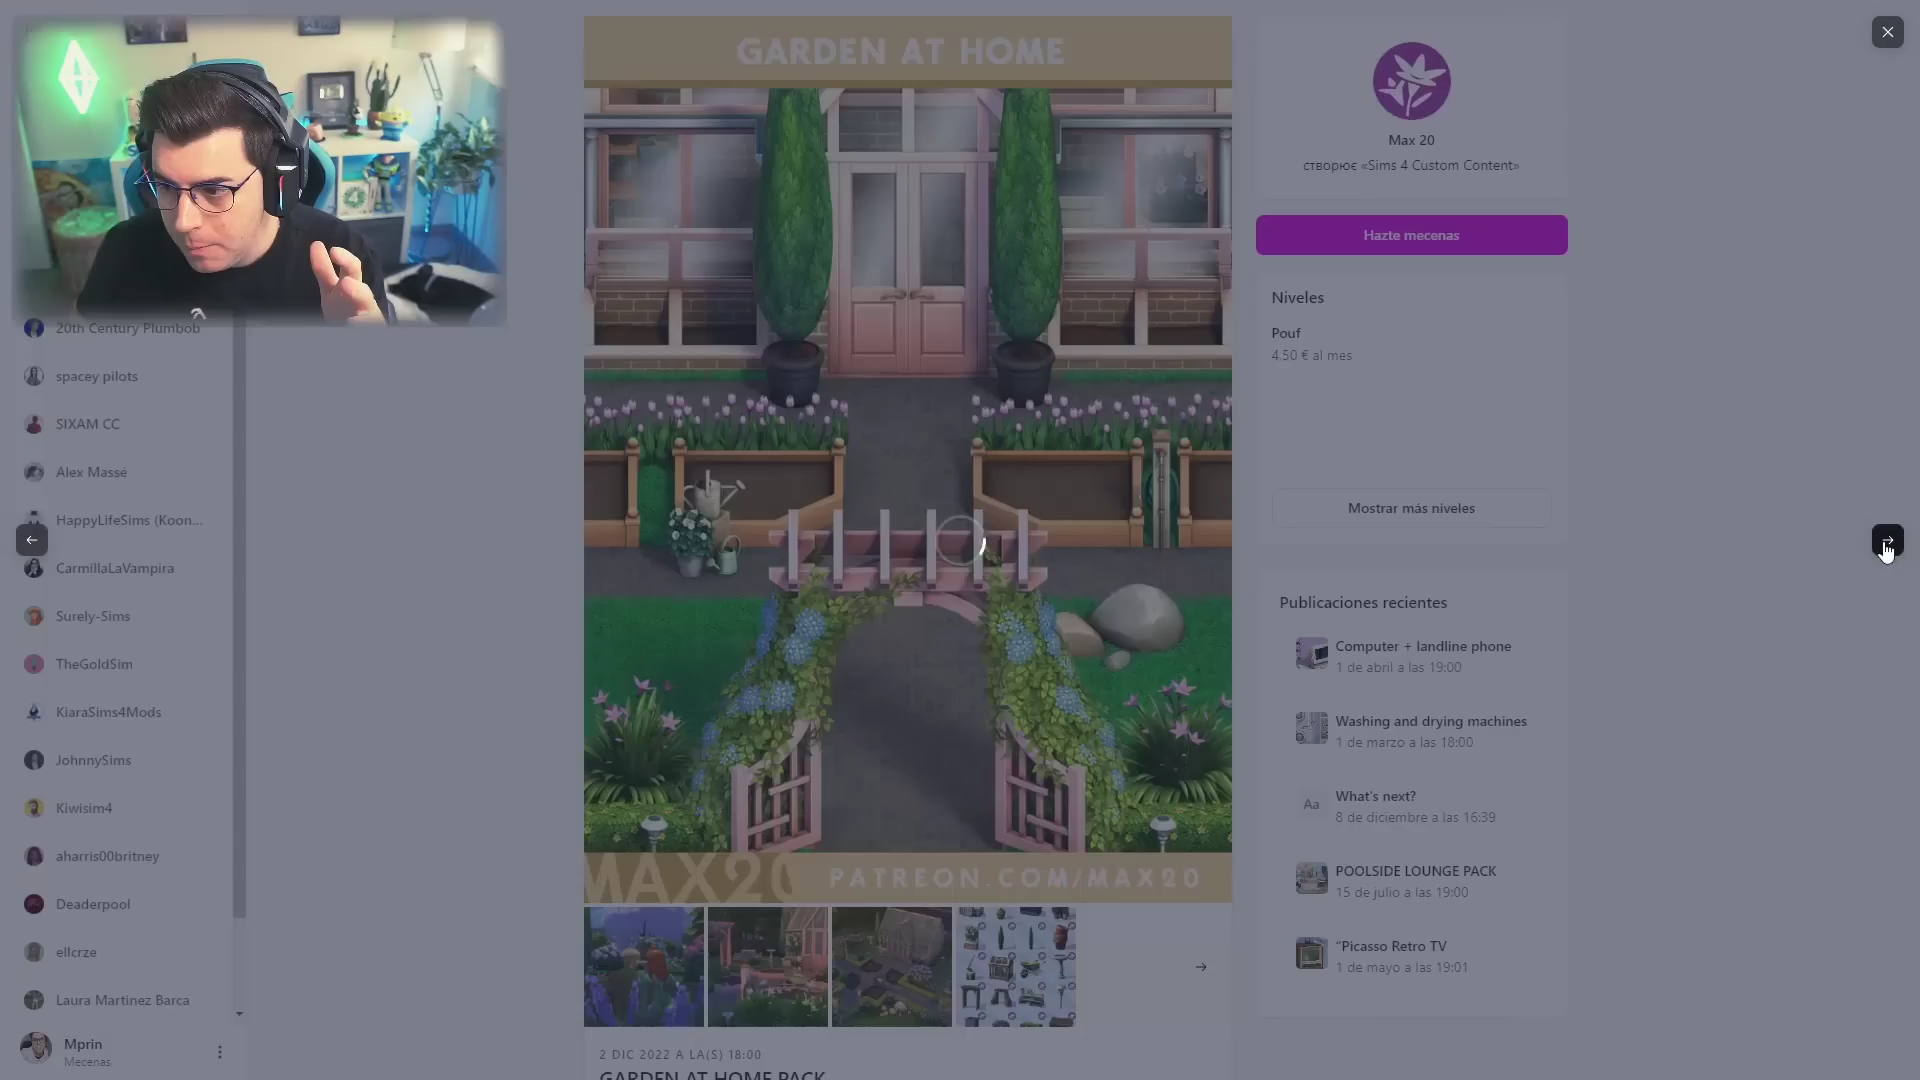 GARDEN AT HOME
MAX20
PATREON.COM/MAX20
20th Century Plumbob
spacey pilots
SIXAM CC
Alex Massé
HappyLifeSims (Koon...
CarmillaLaVampira
Surely-Sims
TheGoldSim
KiaraSims4Mods
JohnnySims
Kiwisim4
aharris00britney
Deaderpool
ellcrze
Laura Martinez Barca
Mprin
Mecenas
2 DIC 2022 A LA(S) 18:00
GARDEN AT HOME PACK
Max 20
створює «Sims 4 Custom Content»
Hazte mecenas
Niveles
Pouf
4.50 € al mes
Mostrar más niveles
Publicaciones recientes
Computer + landline phone
1 de abril a las 19:00
Washing and drying machines
1 de marzo a las 18:00
Aa
What's next?
8 de diciembre a las 16:39
POOLSIDE LOUNGE PACK
15 de julio a las 19:00
"Picasso Retro TV
1 de mayo a las 19:01